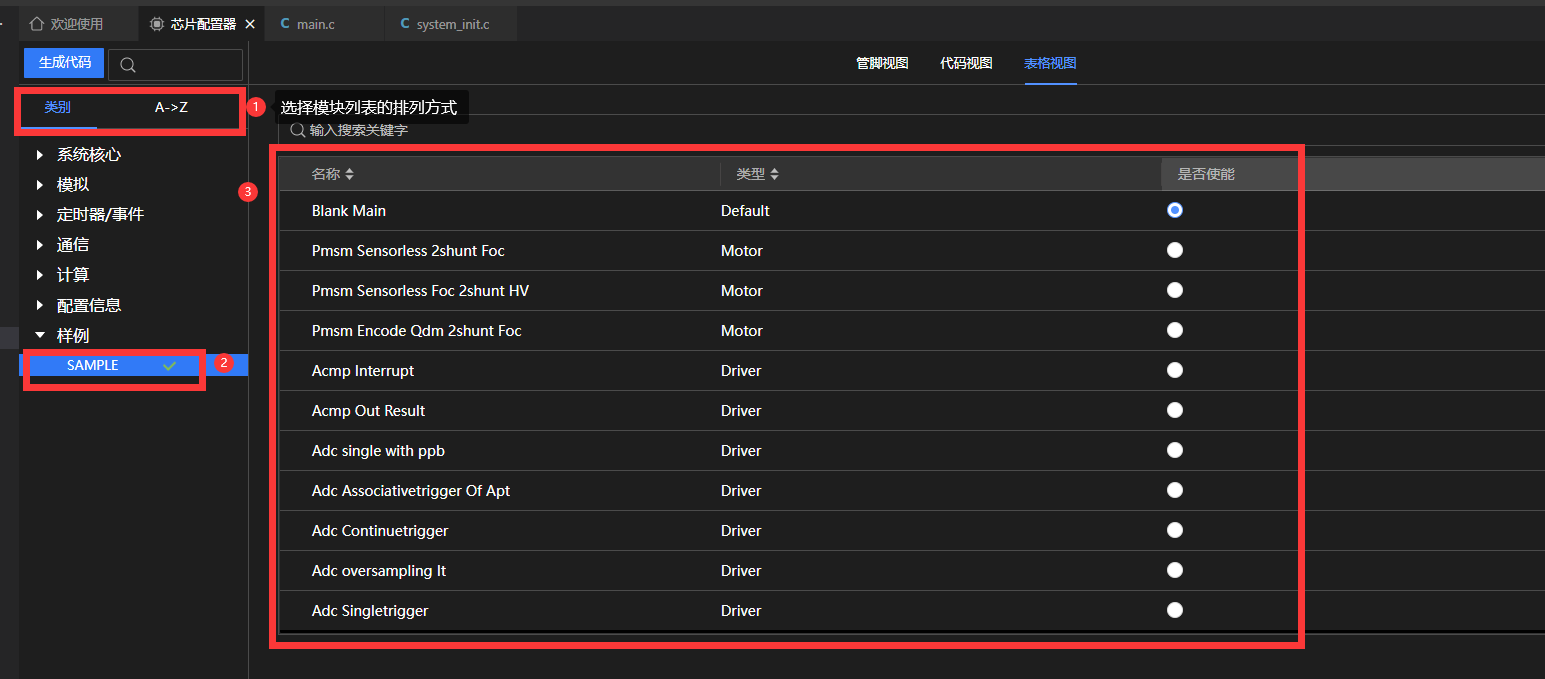 欢迎使用
芯片配置器
C main.c
C system_init.c
生成代码
管脚视图
代码视图
表格视图
类别
A->Z
1
选择模块列表的排列方式
输入搜索关键字
系统核心
模拟
定时器/事件
通信
计算
配置信息
样例
SAMPLE
2
3
名称 类型 是否使能
Blank Main Default
Pmsm Sensorless 2shunt Foc Motor
Pmsm Sensorless Foc 2shunt HV Motor
Pmsm Encode Qdm 2shunt Foc Motor
Acmp Interrupt Driver
Acmp Out Result Driver
Adc single with ppb Driver
Adc Associativetrigger Of Apt Driver
Adc Continuetrigger Driver
Adc oversampling It Driver
Adc Singletrigger Driver